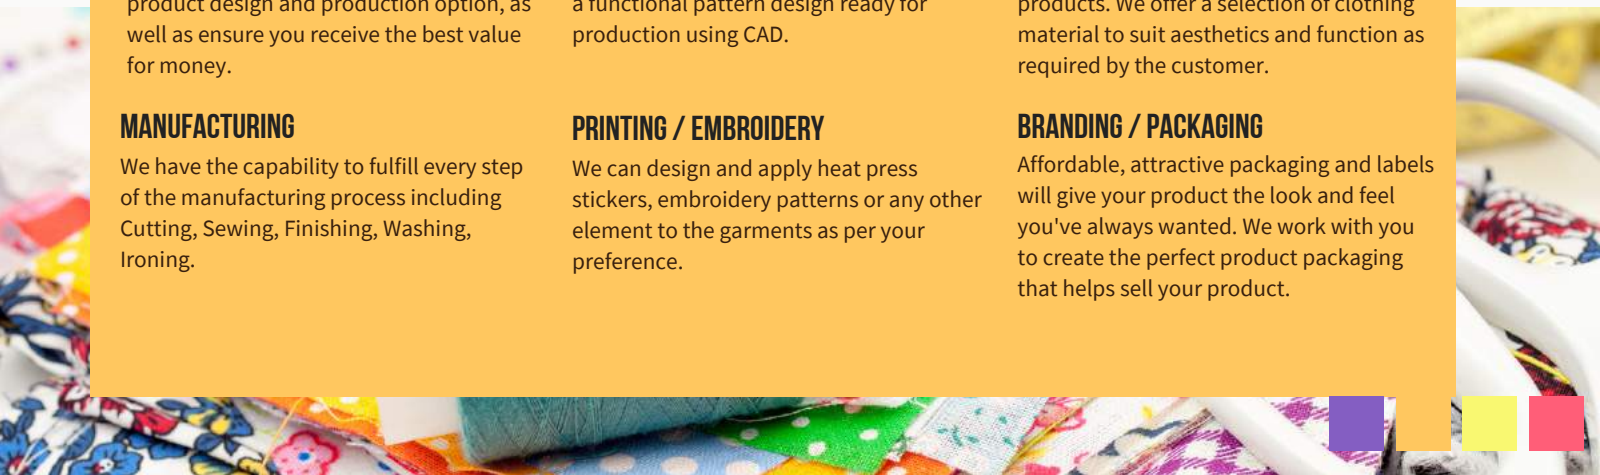 product design and production option, as
well as ensure you receive the best value
for money.
a functional pattern design ready for
production using CAD.
products. We offer a selection of clothing
material to suit aesthetics and function as
required by the customer.
MANUFACTURING
We have the capability to fulfill every step
of the manufacturing process including
Cutting, Sewing, Finishing, Washing,
Ironing.
PRINTING / EMBROIDERY
We can design and apply heat press
stickers, embroidery patterns or any other
element to the garments as per your
preference.
BRANDING / PACKAGING
Affordable, attractive packaging and labels
will give your product the look and feel
you've always wanted. We work with you
to create the perfect product packaging
that helps sell your product.